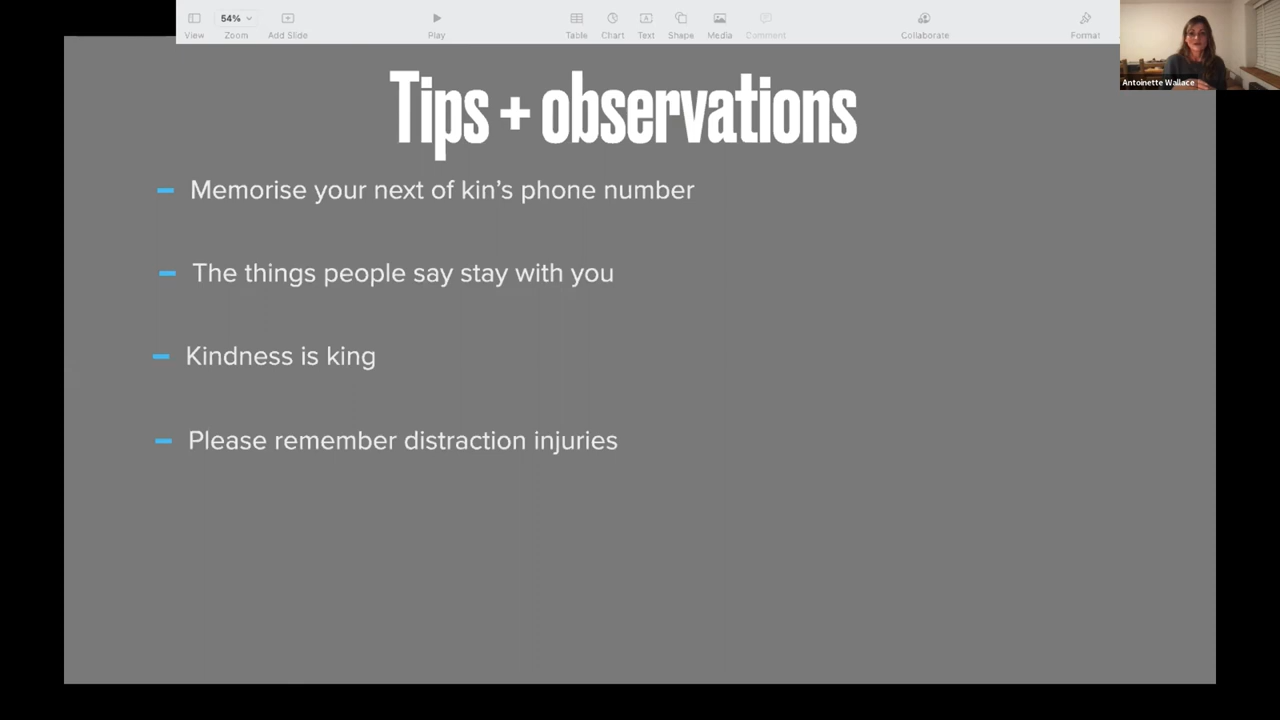 54%
View
Zoom
Add Slide
Play
Table
Chart
Text
Shape
Media
Comment
Collaborate
Format
Antoinette Wallace
Tips + observations
Memorise your next of kin’s phone number
The things people say stay with you
Kindness is king
Please remember distraction injuries